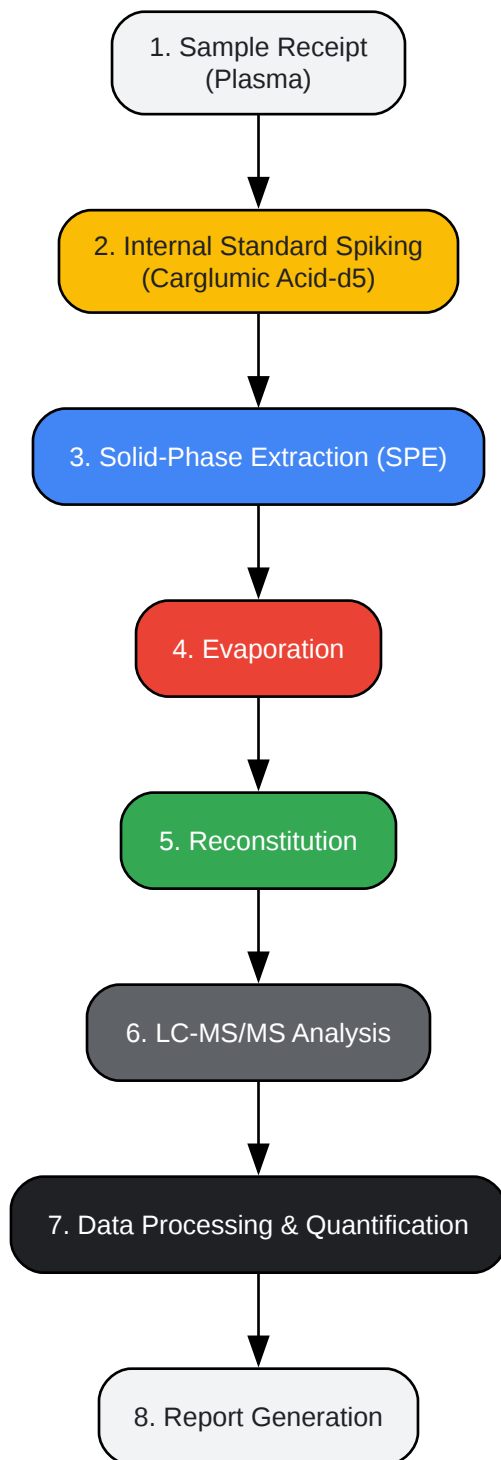 1. Sample Receipt
(Plasma)
2. Internal Standard Spiking
(Carglumic Acid-d5)
3. Solid-Phase Extraction (SPE)
4. Evaporation
5. Reconstitution
6. LC-MS/MS Analysis
7. Data Processing & Quantification
8. Report Generation